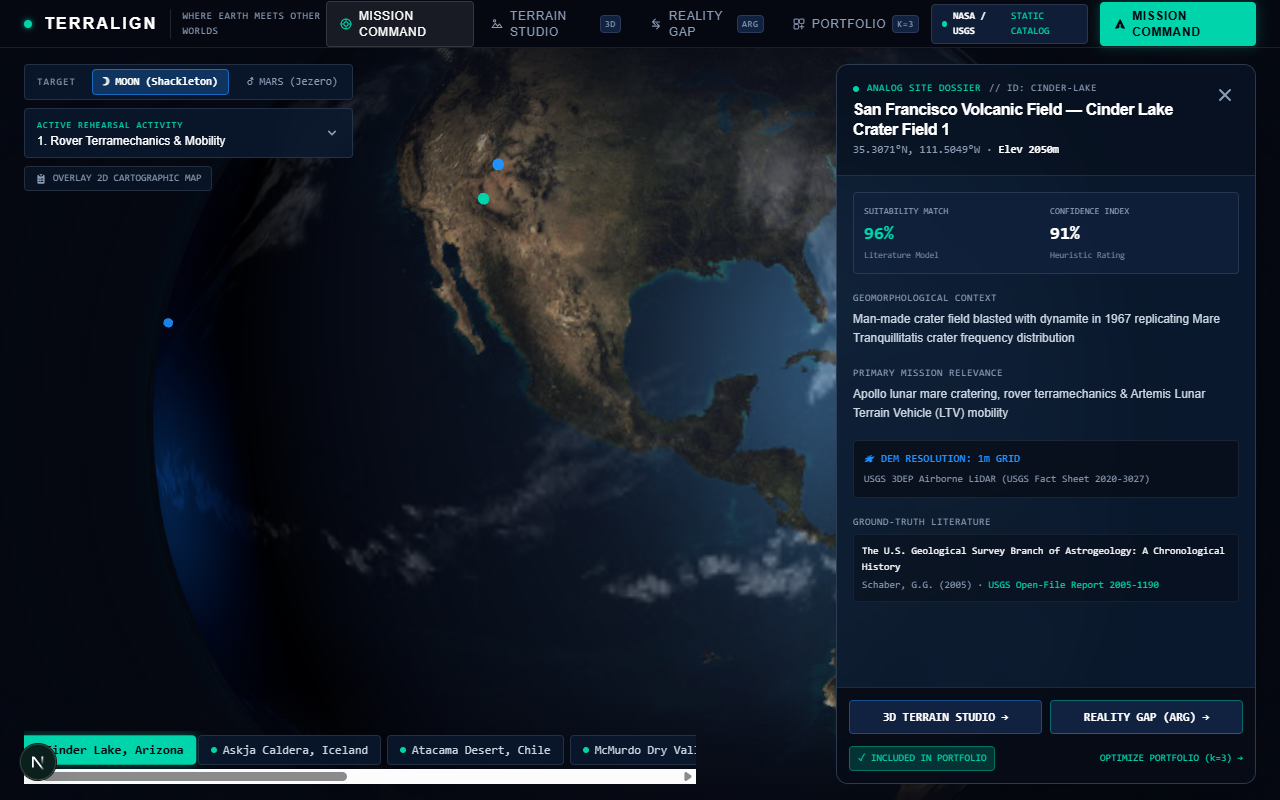 TERRALIGN
WHERE EARTH MEETS OTHER
WORLDS
MISSION
COMMAND
TERRAIN
STUDIO
3D
REALITY
GAP
ARG
PORTFOLIO
K=3
NASA /
USGS
STATIC
CATALOG
MISSION
COMMAND
TARGET
☽ MOON (Shackleton)
♂ MARS (Jezero)
ACTIVE REHEARSAL ACTIVITY
1. Rover Terramechanics & Mobility
OVERLAY 2D CARTOGRAPHIC MAP
ANALOG SITE DOSSIER // ID: CINDER-LAKE
San Francisco Volcanic Field — Cinder Lake
Crater Field 1
35.3071°N, 111.5049°W · Elev 2050m
SUITABILITY MATCH
96%
Literature Model
CONFIDENCE INDEX
91%
Heuristic Rating
GEOMORPHOLOGICAL CONTEXT
Man-made crater field blasted with dynamite in 1967 replicating Mare
Tranquillitatis crater frequency distribution
PRIMARY MISSION RELEVANCE
Apollo lunar mare cratering, rover terramechanics & Artemis Lunar
Terrain Vehicle (LTV) mobility
DEM RESOLUTION: 1m GRID
USGS 3DEP Airborne LiDAR (USGS Fact Sheet 2020-3027)
GROUND-TRUTH LITERATURE
The U.S. Geological Survey Branch of Astrogeology: A Chronological
History
Schaber, G.G. (2005) · USGS Open-File Report 2005-1190
3D TERRAIN STUDIO →
REALITY GAP (ARG) →
✓ INCLUDED IN PORTFOLIO
OPTIMIZE PORTFOLIO (k=3) →
Cinder Lake, Arizona
Askja Caldera, Iceland
Atacama Desert, Chile
McMurdo Dry Vall
N